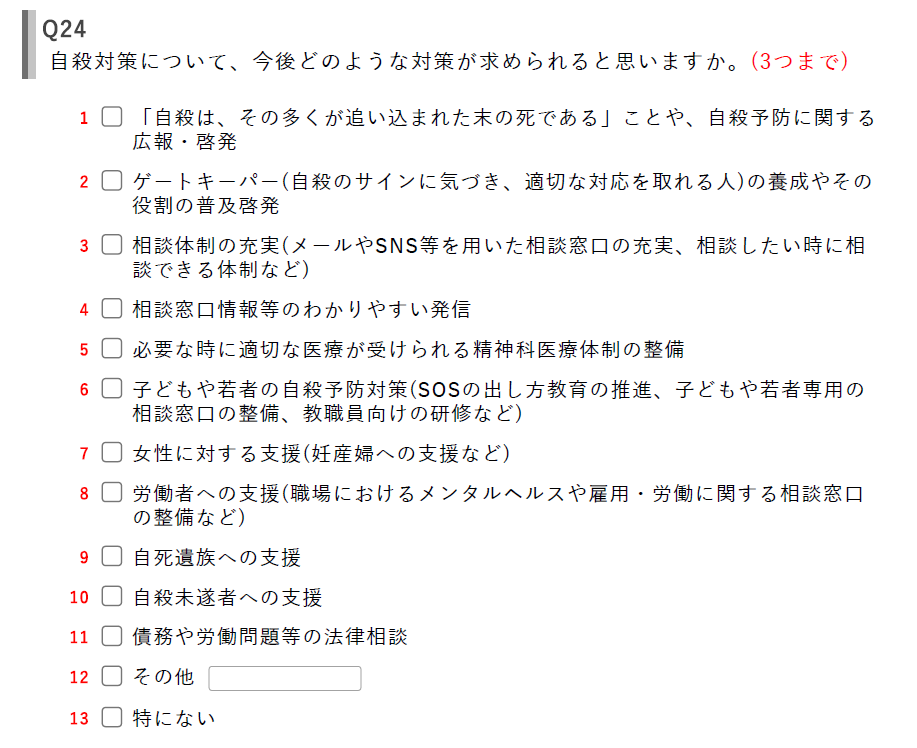 Q24
自殺対策について、今後どのような対策が求められると思いますか。(3つまで)
1 「自殺は、その多くが追い込まれた末の死である」ことや、自殺予防に関する
広報・啓発
2 ゲートキーパー(自殺のサインに気づき、適切な対応を取れる人)の養成やその
役割の普及啓発
3 相談体制の充実(メールやSNS等を用いた相談窓口の充実、相談したい時に相
談できる体制など)
4 相談窓口情報等のわかりやすい発信
5 必要な時に適切な医療が受けられる精神科医療体制の整備
6 子どもや若者の自殺予防対策(SOSの出し方教育の推進、子どもや若者専用の
相談窓口の整備、教職員向けの研修など)
7 女性に対する支援(妊産婦への支援など)
8 労働者への支援(職場におけるメンタルヘルスや雇用・労働に関する相談窓口
の整備など)
9 自死遺族への支援
10 自殺未遂者への支援
11 債務や労働問題等の法律相談
12 その他
13 特にない